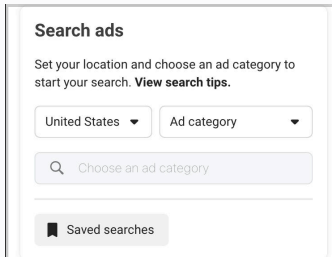 Search ads
Set your location and choose an ad category to
start your search. View search tips.
United States
Ad category
Choose an ad category
Saved searches